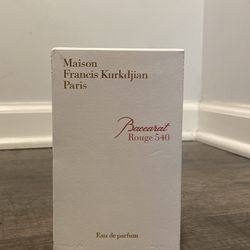 Maison
Francis Kurkdjian
Paris
Baccarat
Rouge 540
Eau de parfum